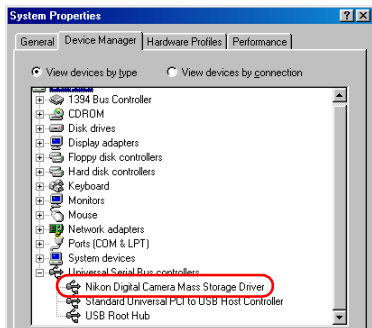 System Properties
General Device Manager Hardware Profiles Performance
View devices by type View devices by connection
1394 Bus Controller
CDROM
Disk drives
Display adapters
Floppy disk controllers
Hard disk controllers
Keyboard
Monitors
Mouse
Network adapters
Ports (COM & LPT)
System devices
Universal Serial Bus controllers
Nikon Digital Camera Mass Storage Driver
Standard Universal PCI to USB Host Controller
USB Root Hub